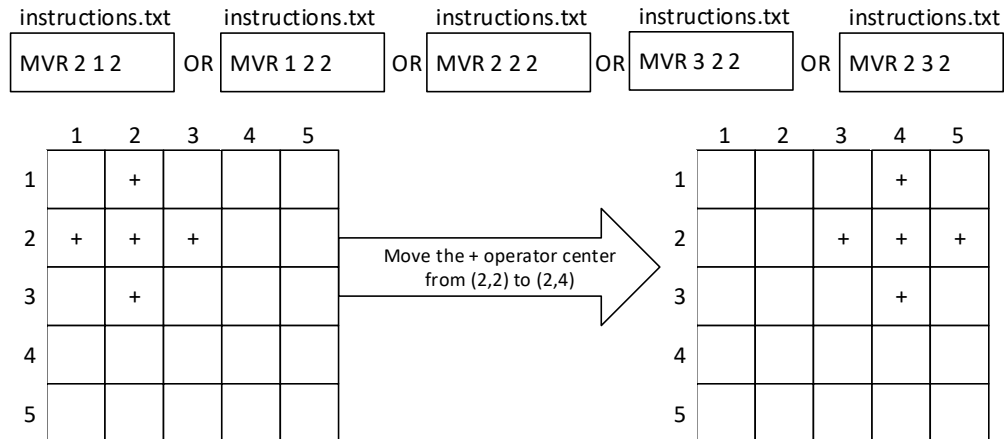 instructions.txt instructions.txt instructions.txt instructions.txt instructions.txt
MVR 2 1 2 OR MVR 1 2 2 OR MVR 2 2 2 OR MVR 3 2 2 OR MVR 2 3 2
1 2 3 4 5
1 +
2 + + +
3 +
4
5
Move the + operator center
from (2,2) to (2,4)
1 2 3 4 5
1 +
2 + + +
3 +
4
5